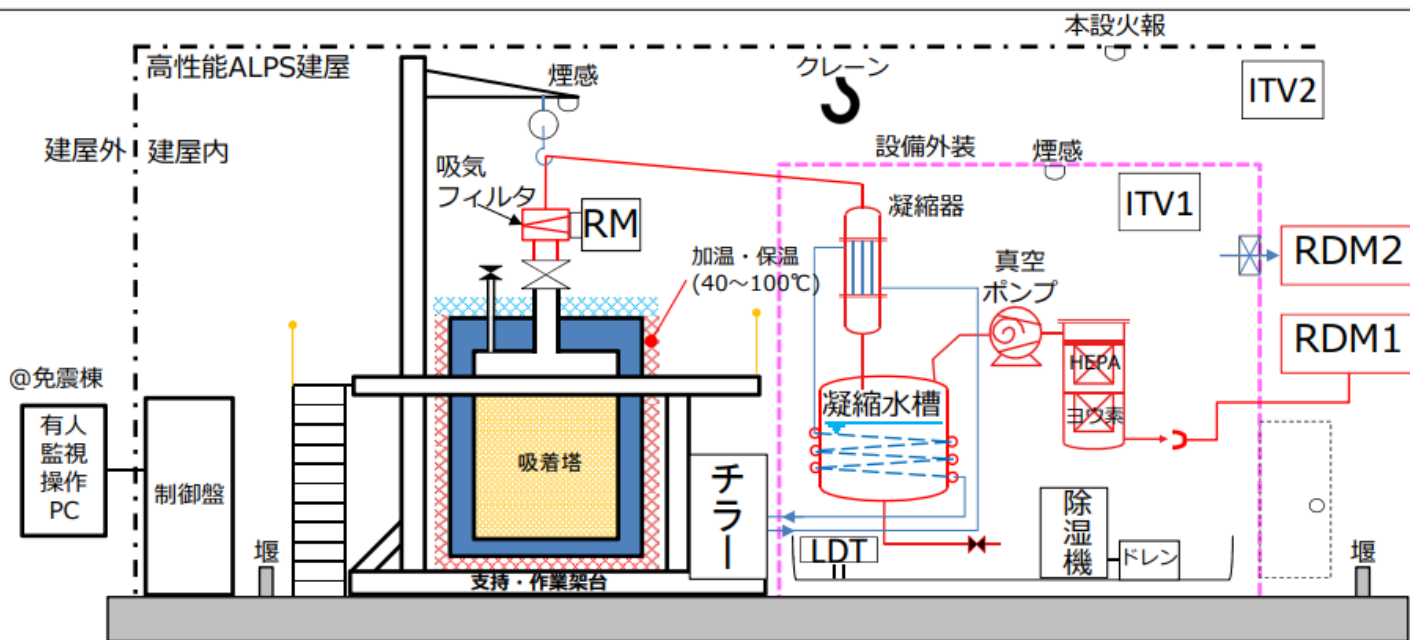 本設火報
高性能ALPS建屋
煙感
クレーン
ITV2
建屋外
建屋内
設備外装
煙感
吸気
フィルタ
RM
凝縮器
ITV1
加温・保温
(40～100℃)
真空
ポンプ
RDM2
RDM1
HEPA
ヨウ素
@免震棟
有人
監視
操作
PC
制御盤
凝縮水槽
吸着塔
チラー
堰
LDT
除湿機
ドレン
堰
支持・作業架台